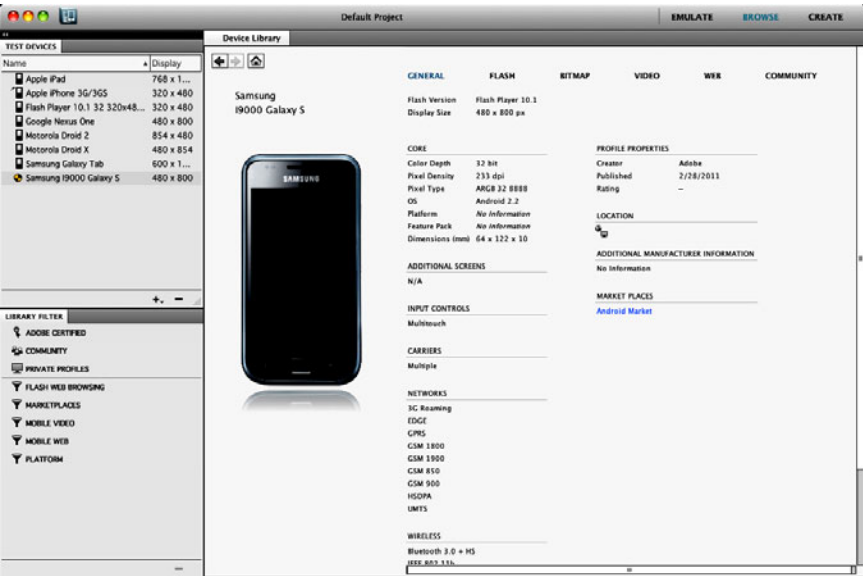 Default Project
EMULATE BROWSE CREATE
TEST DEVICES
Name Display
Apple iPad 768 x 1...
Apple iPhone 3G/3GS 320 x 480
Flash Player 10.1 32 320x48... 320 x 480
Google Nexus One 480 x 800
Motorola Droid 2 854 x 480
Motorola Droid X 480 x 854
Samsung Galaxy Tab 600 x 1...
Samsung I9000 Galaxy S 480 x 800
LIBRARY FILTER
ADOBE CERTIFIED
COMMUNITY
PRIVATE PROFILES
FLASH WEB BROWSING
MARKETPLACES
MOBILE VIDEO
MOBILE WEB
PLATFORM
Device Library
Samsung
I9000 Galaxy S
SAMSUNG
GENERAL FLASH BITMAP VIDEO WEB COMMUNITY
Flash Version Flash Player 10.1
Display Size 480 x 800 px
CORE
Color Depth 32 bit
Pixel Density 233 dpi
Pixel Type ARGB 32 8888
OS Android 2.2
Platform No Information
Feature Pack No Information
Dimensions (mm) 64 x 122 x 10
ADDITIONAL SCREENS
N/A
INPUT CONTROLS
Multitouch
CARRIERS
Multiple
NETWORKS
3G Roaming
EDGE
GPRS
GSM 1800
GSM 1900
GSM 850
GSM 900
HSDPA
UMTS
WIRELESS
Bluetooth 3.0 + HS
IEEE 802.11b
PROFILE PROPERTIES
Creator Adobe
Published 2/28/2011
Rating –
LOCATION
ADDITIONAL MANUFACTURER INFORMATION
No Information
MARKET PLACES
Android Market